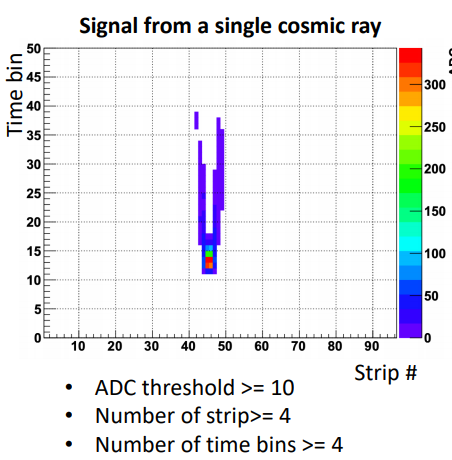 Signal from a single cosmic ray
Time bin
50
45
40
35
30
25
20
15
10
5
0
10 20 30 40 50 60 70 80 90
Strip #
300
250
200
150
100
50
0
• ADC threshold >= 10
• Number of strip>= 4
• Number of time bins >= 4